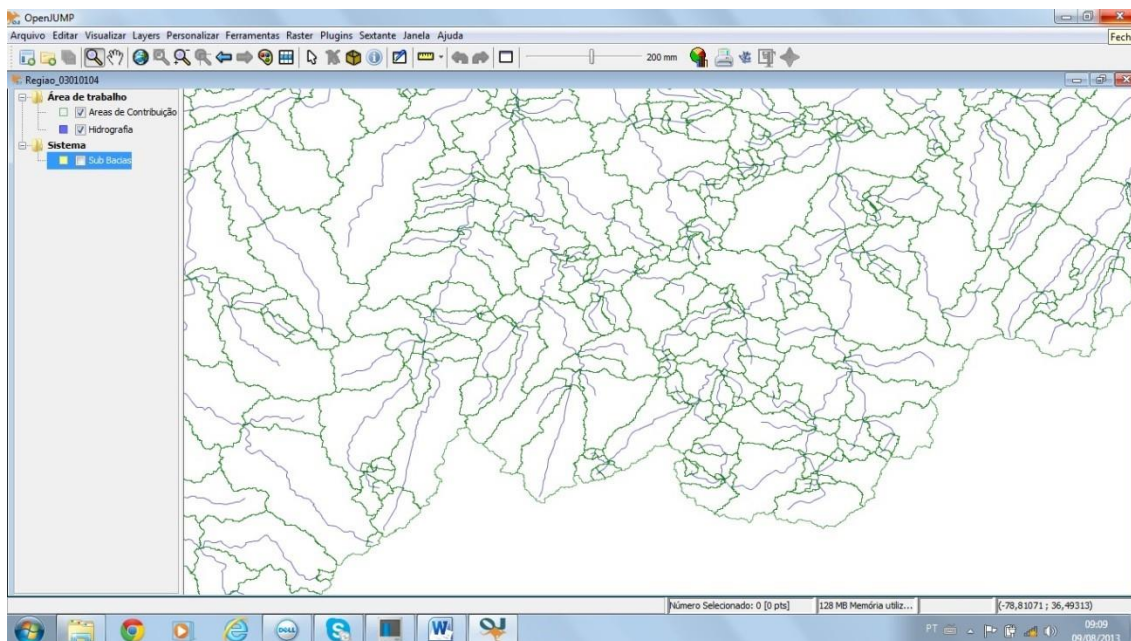 OpenJUMP
Arquivo Editar Visualizar Layers Personalizar Ferramentas Raster Plugins Sextante Janela Ajuda
Fech
200 mm
Regiao_03010104
Área de trabalho
Areas de Contribuição
Hidrografia
Sistema
Sub Bacias
Número Selecionado: 0 [0 pts] 128 MB Memória utiliz... (-78,81071 ; 36,49313)
DELL
PT 09:09
09/08/2013